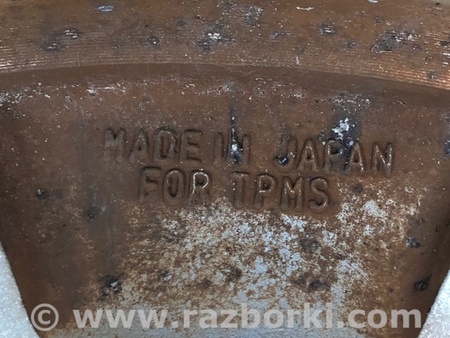 MADE IN JAPAN
FOR TPMS
© www.razborki.com